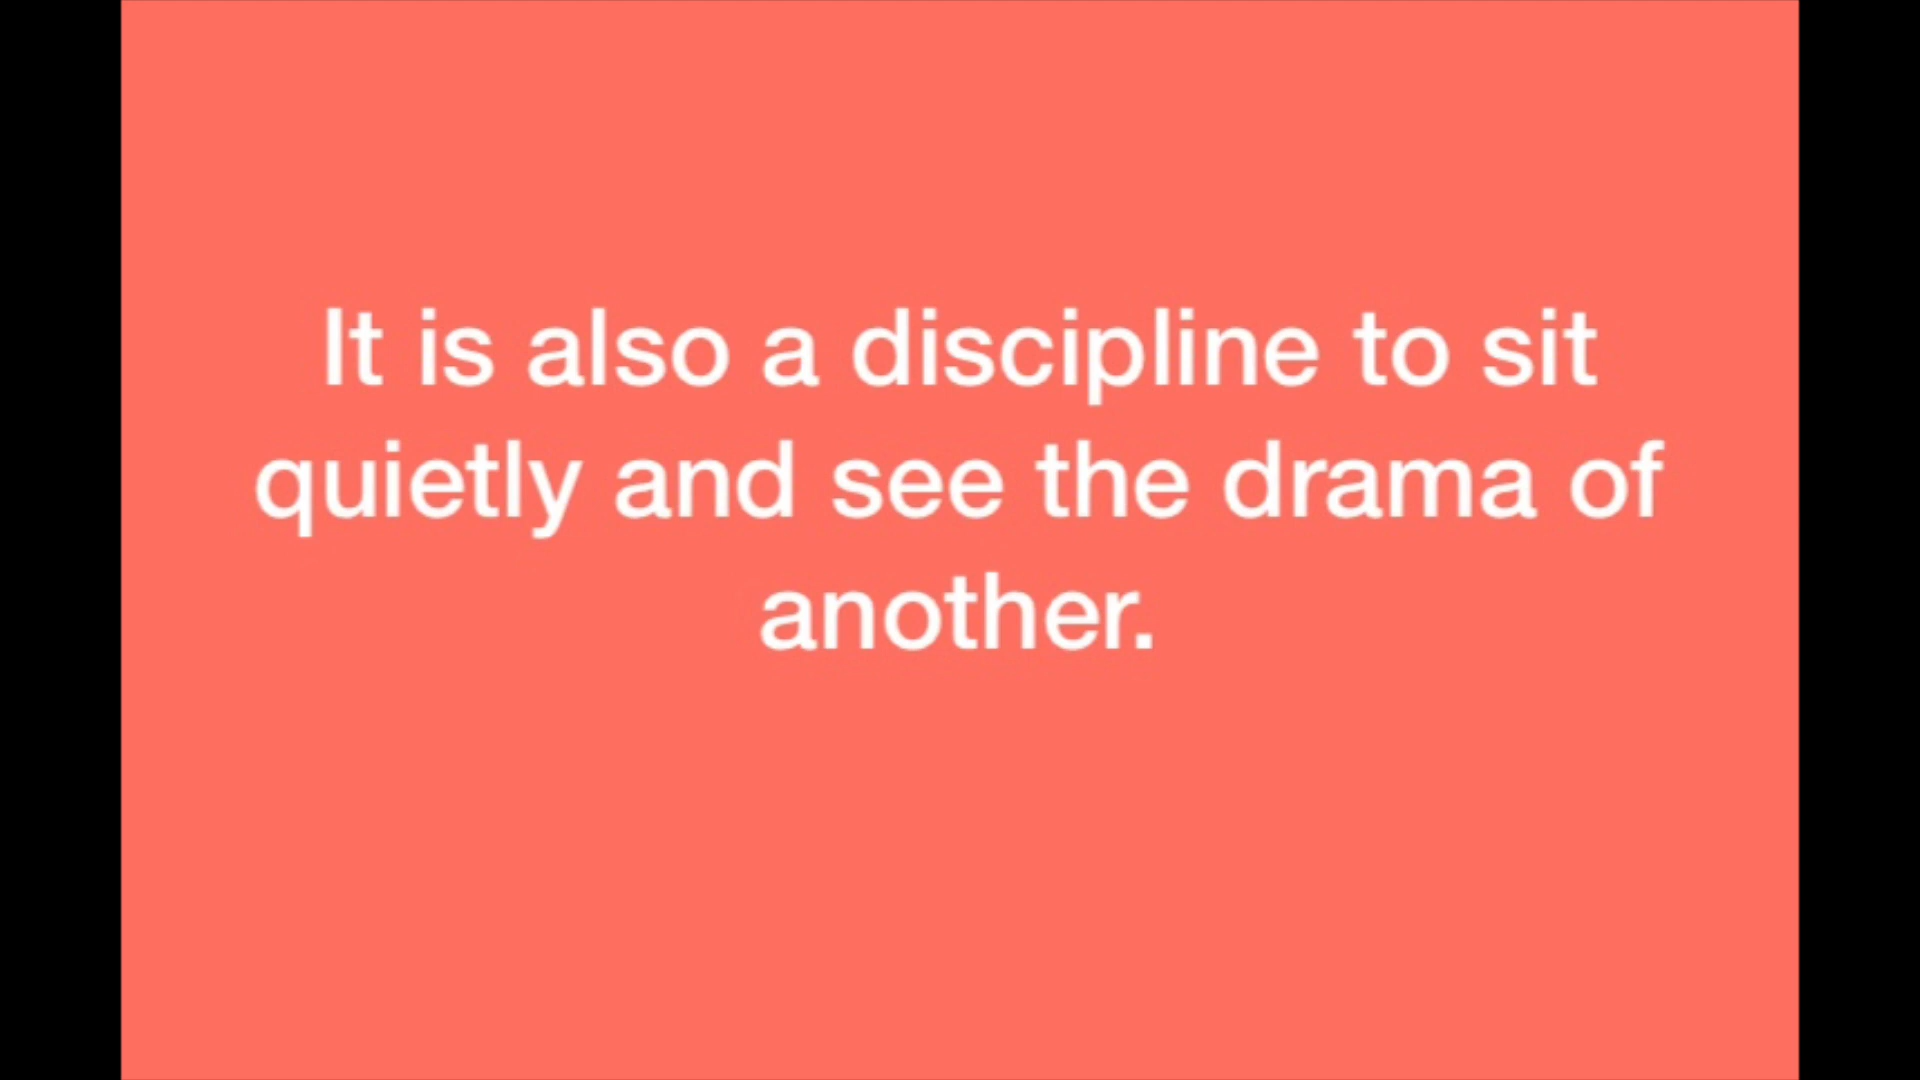 It is also a discipline to sit
quietly and see the drama of
another.